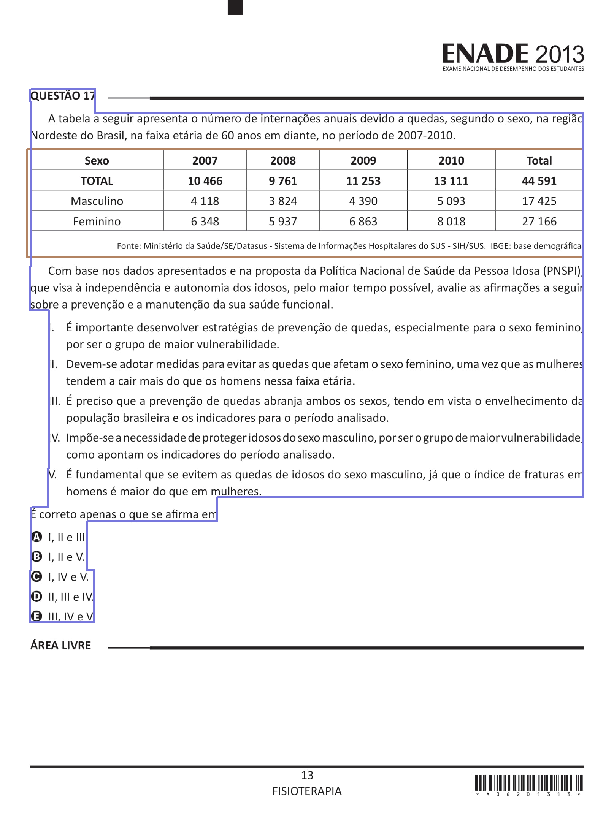 ENADE 2013
EXAME NACIONAL DE DESEMPENHO DOS ESTUDANTES
QUESTÃO 17
A tabela a seguir apresenta o número de internações anuais devido a quedas, segundo o sexo, na região
Nordeste do Brasil, na faixa etária de 60 anos em diante, no período de 2007-2010.
Sexo 2007 2008 2009 2010 Total
TOTAL 10 466 9 761 11 253 13 111 44 591
Masculino 4 118 3 824 4 390 5 093 17 425
Feminino 6 348 5 937 6 863 8 018 27 166
Fonte: Ministério da Saúde/SE/Datasus - Sistema de Informações Hospitalares do SUS - SIH/SUS. IBGE: base demográfica
Com base nos dados apresentados e na proposta da Política Nacional de Saúde da Pessoa Idosa (PNSPI),
que visa à independência e autonomia dos idosos, pelo maior tempo possível, avalie as afirmações a seguir
sobre a prevenção e a manutenção da sua saúde funcional.
I. É importante desenvolver estratégias de prevenção de quedas, especialmente para o sexo feminino,
por ser o grupo de maior vulnerabilidade.
II. Devem-se adotar medidas para evitar as quedas que afetam o sexo feminino, uma vez que as mulheres
tendem a cair mais do que os homens nessa faixa etária.
III. É preciso que a prevenção de quedas abranja ambos os sexos, tendo em vista o envelhecimento da
população brasileira e os indicadores para o período analisado.
IV. Impõe-se a necessidade de proteger idosos do sexo masculino, por ser o grupo de maior vulnerabilidade,
como apontam os indicadores do período analisado.
V. É fundamental que se evitem as quedas de idosos do sexo masculino, já que o índice de fraturas em
homens é maior do que em mulheres.
É correto apenas o que se afirma em
A I, II e III.
B I, II e V.
C I, IV e V.
D II, III e IV.
E III, IV e V.
ÁREA LIVRE
13
FISIOTERAPIA